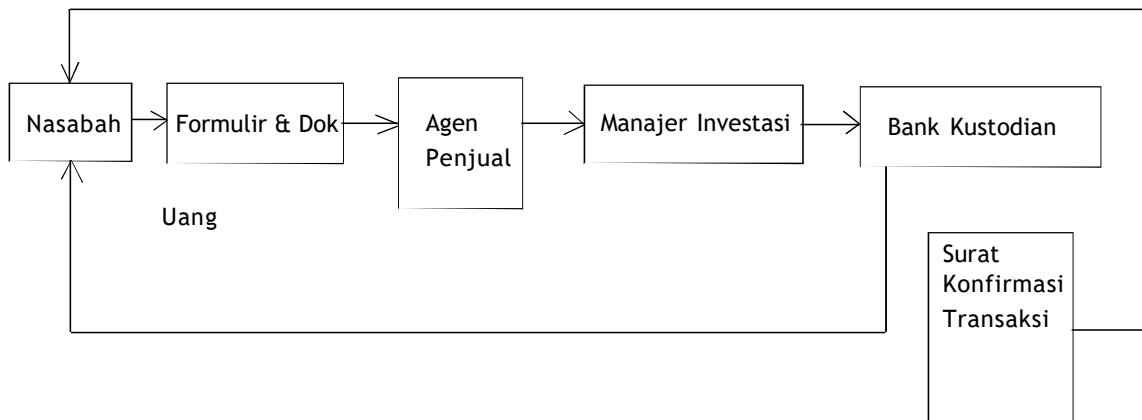 Nasabah
Formulir & Dok
Agen
Penjual
Manajer Investasi
Bank Kustodian
Uang
Surat
Konfirmasi
Transaksi